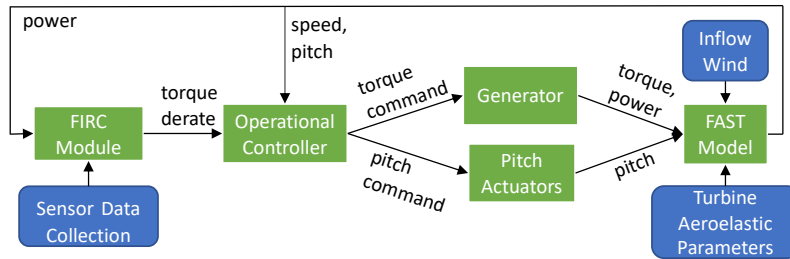 power
speed,
pitch
Inflow
Wind
torque
derate
torque
command
torque,
power
FIRC
Module
Operational
Controller
Generator
FAST
Model
pitch
command
Pitch
Actuators
pitch
Sensor Data
Collection
Turbine
Aeroelastic
Parameters